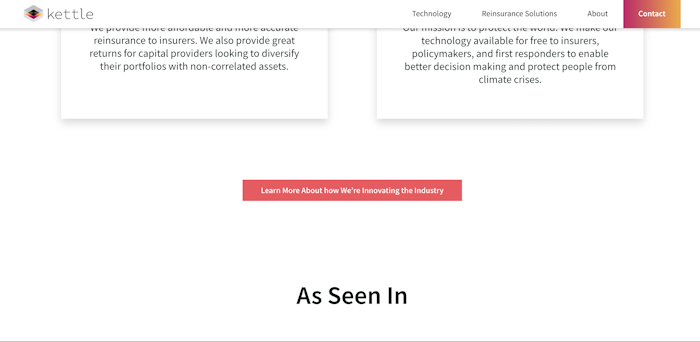 kettle
Technology
Reinsurance Solutions
About
Contact
We provide more affordable and more accurate
reinsurance to insurers. We also provide great
returns for capital providers looking to diversify
their portfolios with non-correlated assets.
Our mission is to protect the world. We make our
technology available for free to insurers,
policymakers, and first responders to enable
better decision making and protect people from
climate crises.
Learn More About how We're Innovating the Industry
As Seen In